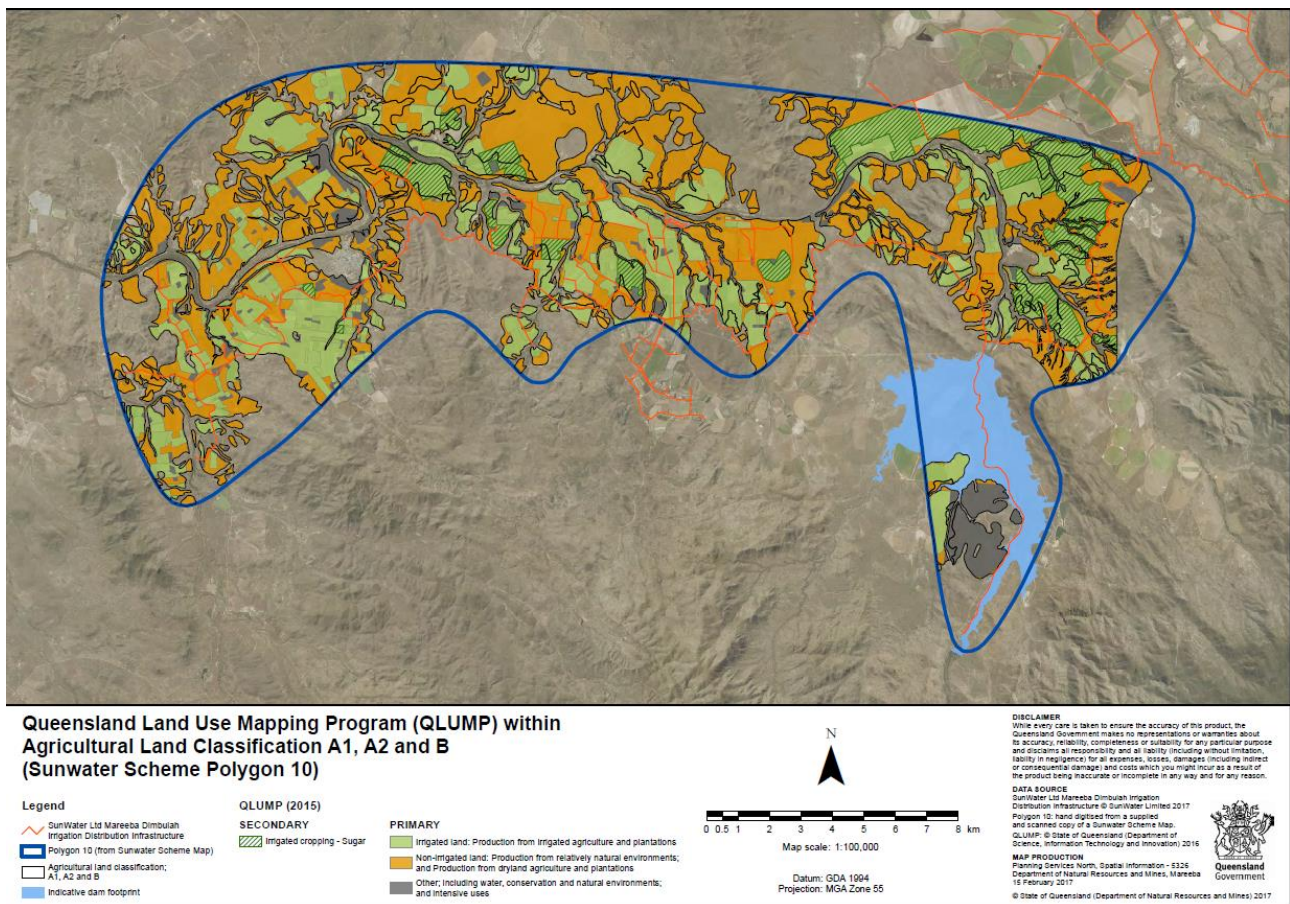 Queensland Land Use Mapping Program (QLUMP) within
Agricultural Land Classification A1, A2 and B
(Sunwater Scheme Polygon 10)
Legend
SunWater Ltd Mareeba Dimbulah
Irrigation Distribution Infrastructure
Polygon 10 (from Sunwater Scheme Map)
Agricultural land classification;
A1, A2 and B
Indicative dam footprint
QLUMP (2015)
SECONDARY
Irrigated cropping - Sugar
PRIMARY
Irrigated land: Production from irrigated agriculture and plantations
Non-irrigated land: Production from relatively natural environments;
and Production from dryland agriculture and plantations
Other; including water, conservation and natural environments;
and intensive uses
N
0 0.5 1 2 3 4 5 6 7 8 km
Map scale: 1:100,000
Datum: GDA 1994
Projection: MGA Zone 55
DISCLAIMER
While every care is taken to ensure the accuracy of this product, the
Queensland Government makes no representations or warranties about
its accuracy, reliability, completeness or suitability for any particular purpose
and disclaims all responsibility and all liability (including without limitation,
liability in negligence) for all expenses, losses, damages (including indirect
or consequential damage) and costs which you might incur as a result of
the product being inaccurate or incomplete in any way and for any reason.
DATA SOURCE
SunWater Ltd Mareeba Dimbulah Irrigation
Distribution Infrastructure © SunWater Limited 2017
Polygon 10: hand digitised from a supplied
and scanned copy of a Sunwater Scheme Map.
QLUMP: © State of Queensland (Department of
Science, Information Technology and Innovation) 2016
MAP PRODUCTION
Planning Services North, Spatial Information - 5326
Department of Natural Resources and Mines, Mareeba
15 February 2017
Queensland
Government
© State of Queensland (Department of Natural Resources and Mines) 2017